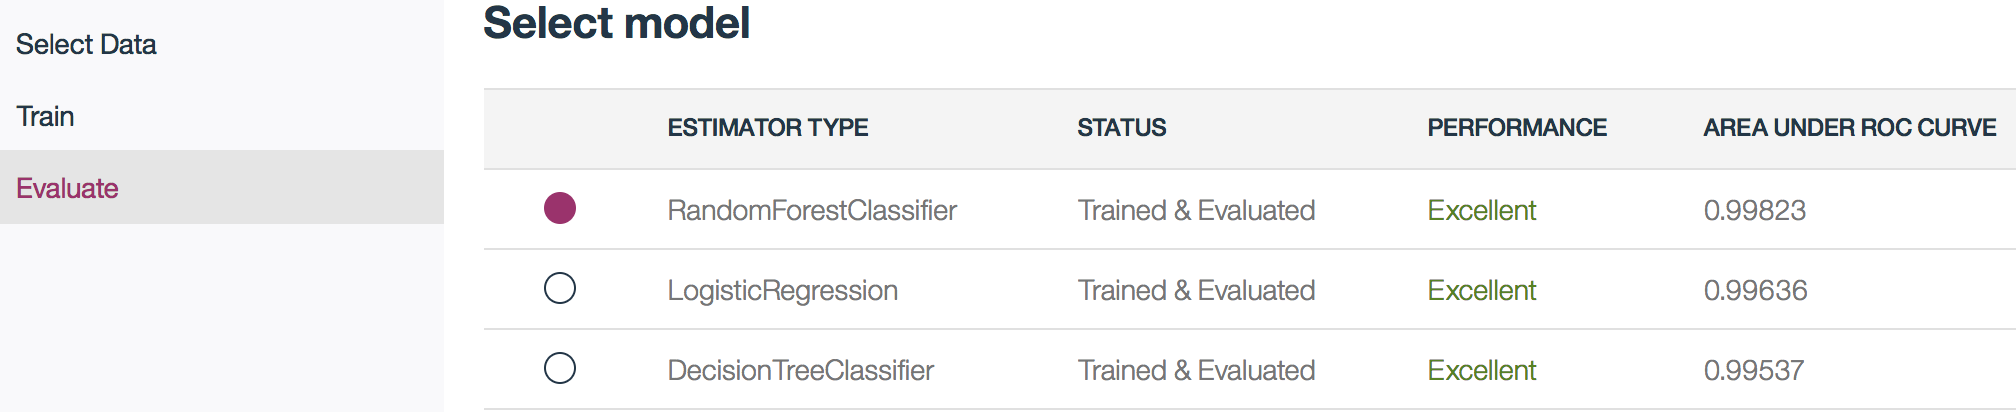 Select Data
Train
Evaluate
Select model
ESTIMATOR TYPE STATUS PERFORMANCE AREA UNDER ROC CURVE
RandomForestClassifier Trained & Evaluated Excellent 0.99823
LogisticRegression Trained & Evaluated Excellent 0.99636
DecisionTreeClassifier Trained & Evaluated Excellent 0.99537